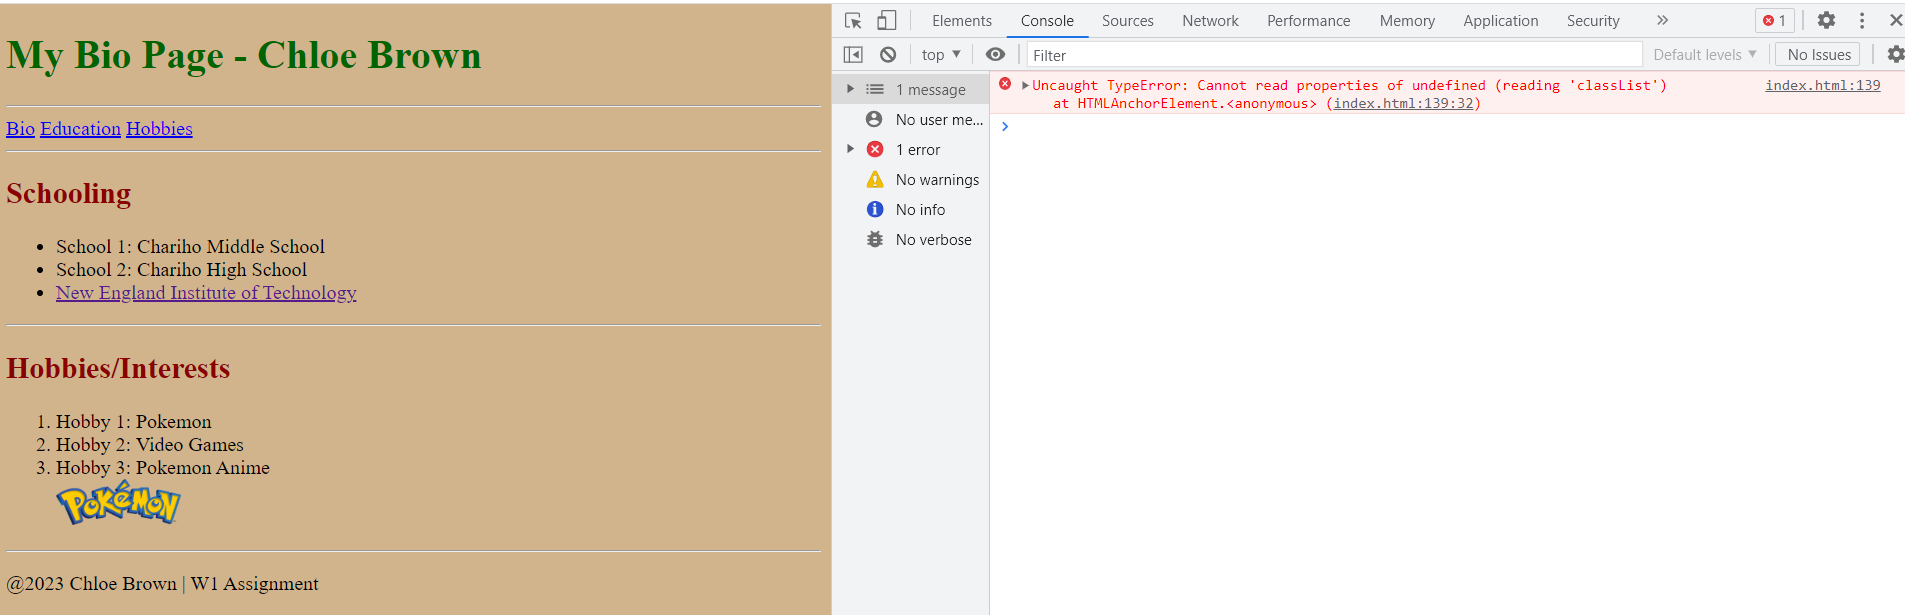 My Bio Page - Chloe Brown
Bio Education Hobbies
Schooling
School 1: Chariho Middle School
School 2: Chariho High School
New England Institute of Technology
Hobbies/Interests
1. Hobby 1: Pokemon
2. Hobby 2: Video Games
3. Hobby 3: Pokemon Anime
POKéMON
@2023 Chloe Brown | W1 Assignment
Elements Console Sources Network Performance Memory Application Security » 1
top Filter Default levels No Issues
1 message
No user me...
1 error
No warnings
No info
No verbose
Uncaught TypeError: Cannot read properties of undefined (reading 'classList') index.html:139
at HTMLAnchorElement.<anonymous> (index.html:139:32)